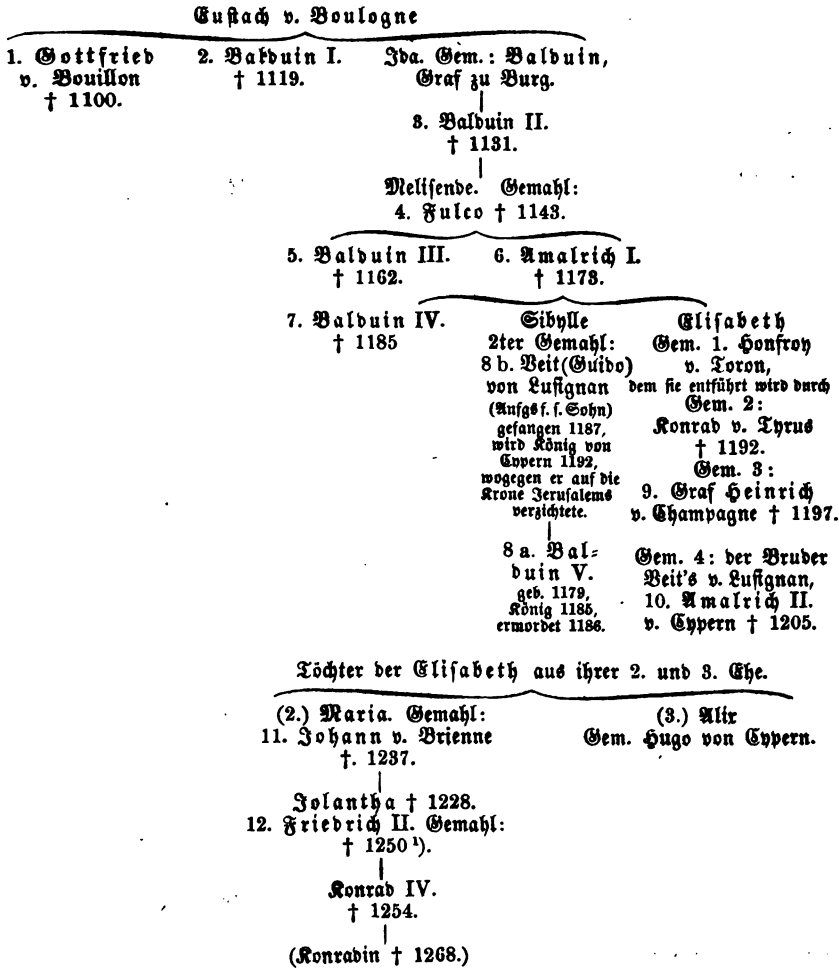 Eustach v. Boulogne
1. Gottfried
v. Bouillon
† 1100.
2. Balduin I.
† 1119.
Ida. Gem.: Balduin,
Graf zu Burg.
3. Balduin II.
† 1131.
Melisende. Gemahl:
4. Fulco † 1143.
5. Balduin III.
† 1162.
6. Amalrich I.
† 1173.
7. Balduin IV.
† 1185
Sibylle
2ter Gemahl:
8 b. Veit (Guido)
von Lusignan
(Anfgs f. s. Sohn)
gefangen 1187,
wird König von
Cypern 1192,
wogegen er auf die
Krone Jerusalems
verzichtete.
8 a. Bal-
duin V.
geb. 1179,
König 1185,
ermordet 1186.
Elisabeth
Gem. 1. Honfroy
v. Toron,
dem sie entführt wird durch
Gem. 2:
Konrad v. Tyrus
† 1192.
Gem. 3:
9. Graf Heinrich
v. Champagne † 1197.
Gem. 4: der Bruder
Veit's v. Lusignan,
10. Amalrich II.
v. Cypern † 1205.
Töchter der Elisabeth aus ihrer 2. und 3. Ehe.
(2.) Maria. Gemahl:
11. Johann v. Brienne
†. 1237.
(3.) Alix
Gem. Hugo von Cypern.
Jolantha † 1228.
12. Friedrich II. Gemahl:
† 1250 ¹).
Konrad IV.
† 1254.
(Konradin † 1268.)